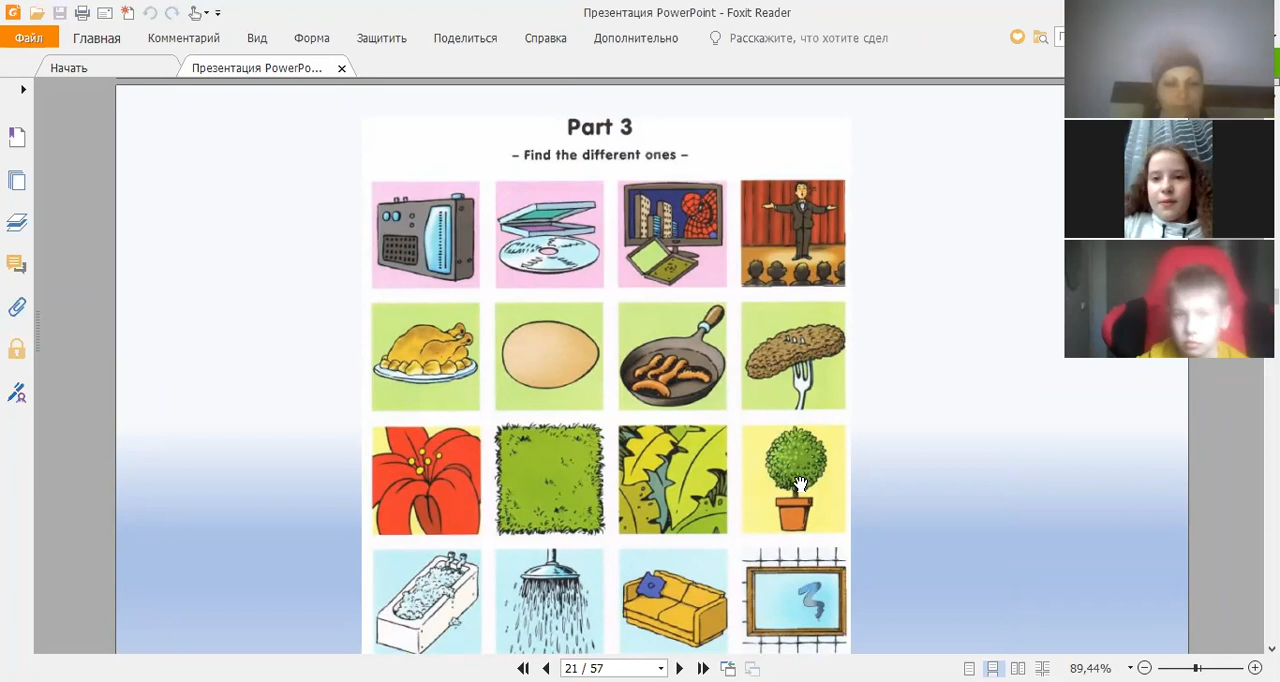 Презентация PowerPoint - Foxit Reader
Файл
Главная
Комментарий
Вид
Форма
Защитить
Поделиться
Справка
Дополнительно
Расскажите, что хотите сдел
Начать
Презентация PowerPo...
Part 3
– Find the different ones –
21 / 57
89,44%